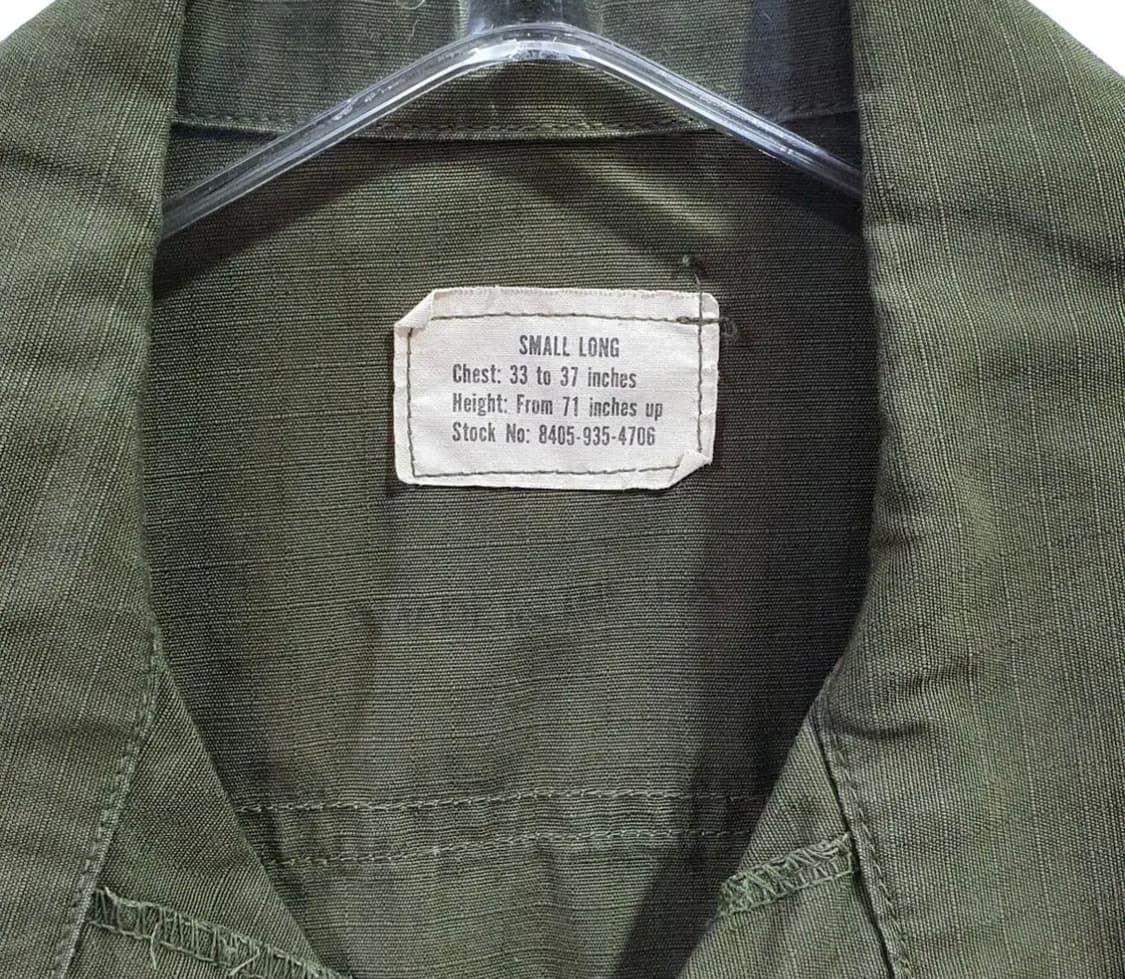 SMALL LONG
Chest: 33 to 37 inches
Height: From 71 inches up
Stock No: 8405-935-4706